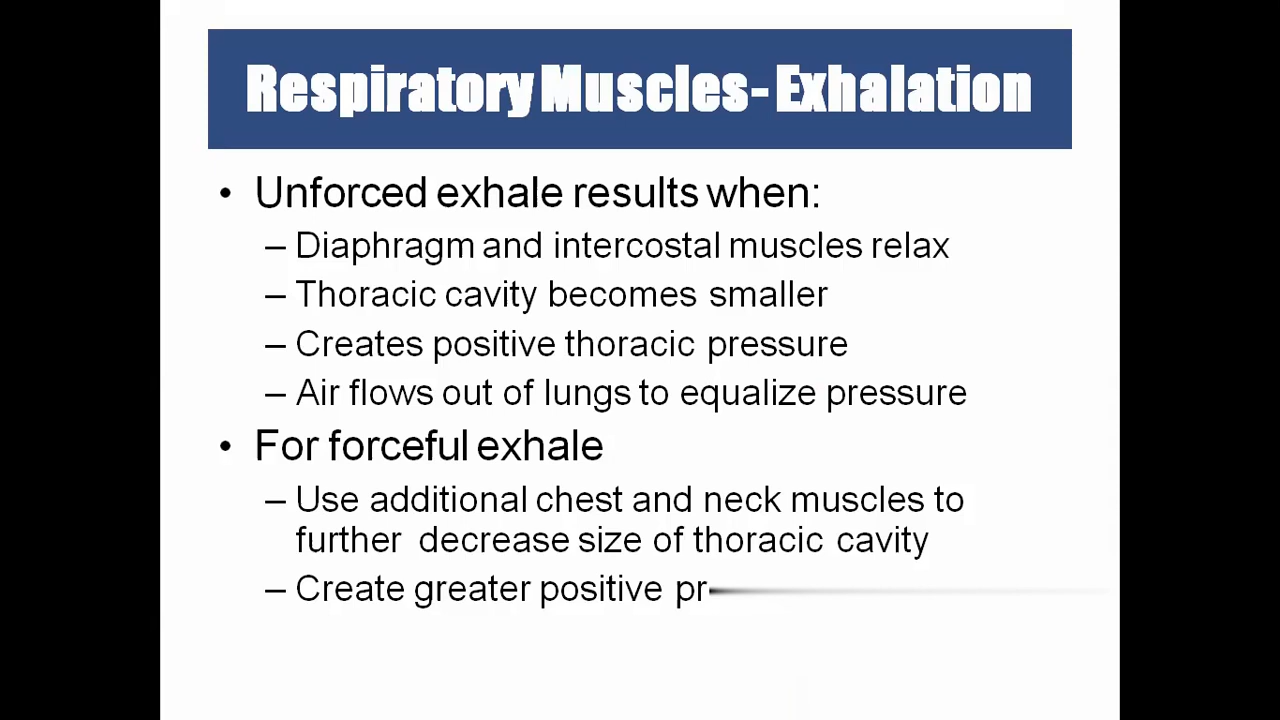 Respiratory Muscles- Exhalation
• Unforced exhale results when:
– Diaphragm and intercostal muscles relax
– Thoracic cavity becomes smaller
– Creates positive thoracic pressure
– Air flows out of lungs to equalize pressure
• For forceful exhale
– Use additional chest and neck muscles to
further decrease size of thoracic cavity
– Create greater positive pr